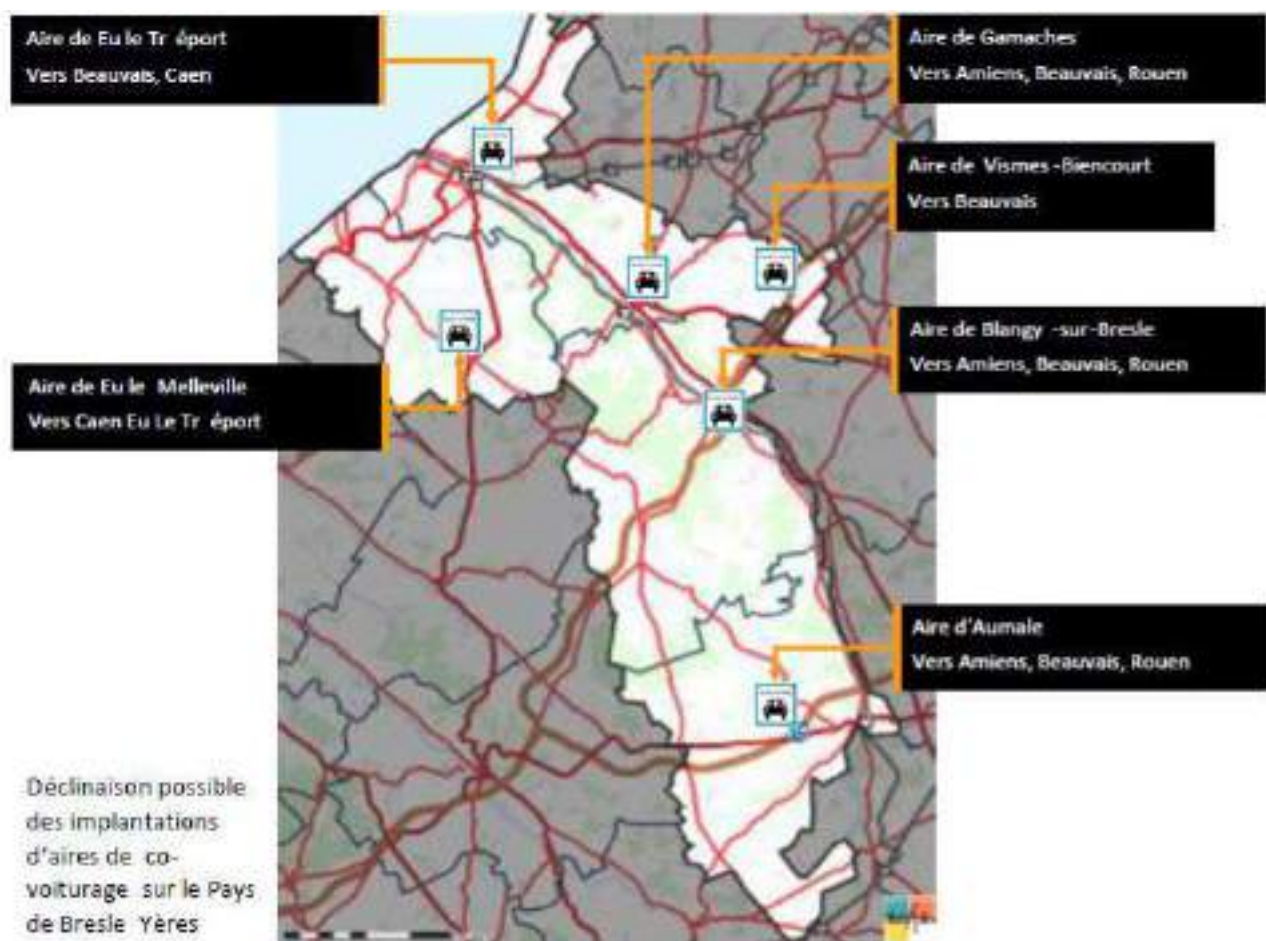 Aire de Eu le Tr éport
Vers Beauvais, Caen
Aire de Gamaches
Vers Amiens, Beauvais, Rouen
Aire de Vismes -Biencourt
Vers Beauvais
Aire de Blangy -sur-Bresle
Vers Amiens, Beauvais, Rouen
Aire de Eu le Melleville
Vers Caen Eu Le Tr éport
Aire d'Aumale
Vers Amiens, Beauvais, Rouen
Déclinaison possible
des implantations
d'aires de co-
voiturage sur le Pays
de Bresle Yères